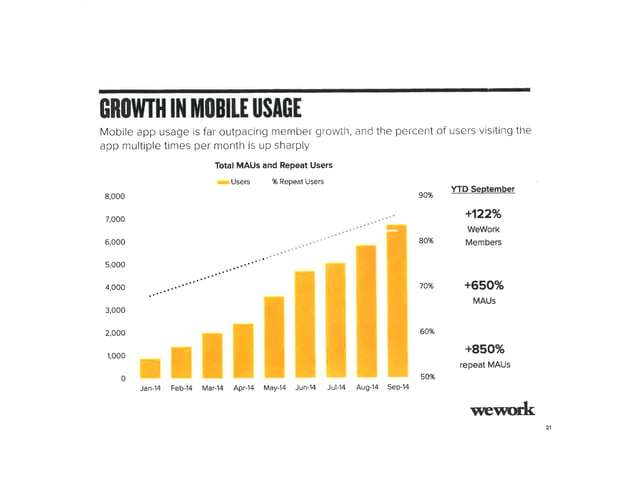 GROWTH IN MOBILE USAGE
Mobile app usage is far outpacing member growth, and the percent of users visiting the
app multiple times per month is up sharply
Total MAUs and Repeat Users
Users % Repeat Users
8,000
7,000
6,000
5,000
4,000
3,000
2,000
1,000
0
90%
80%
70%
60%
50%
Jan-14 Feb-14 Mar-14 Apr-14 May-14 Jun-14 Jul-14 Aug-14 Sep-14
YTD September
+122%
WeWork
Members
+650%
MAUs
+850%
repeat MAUs
wework
21